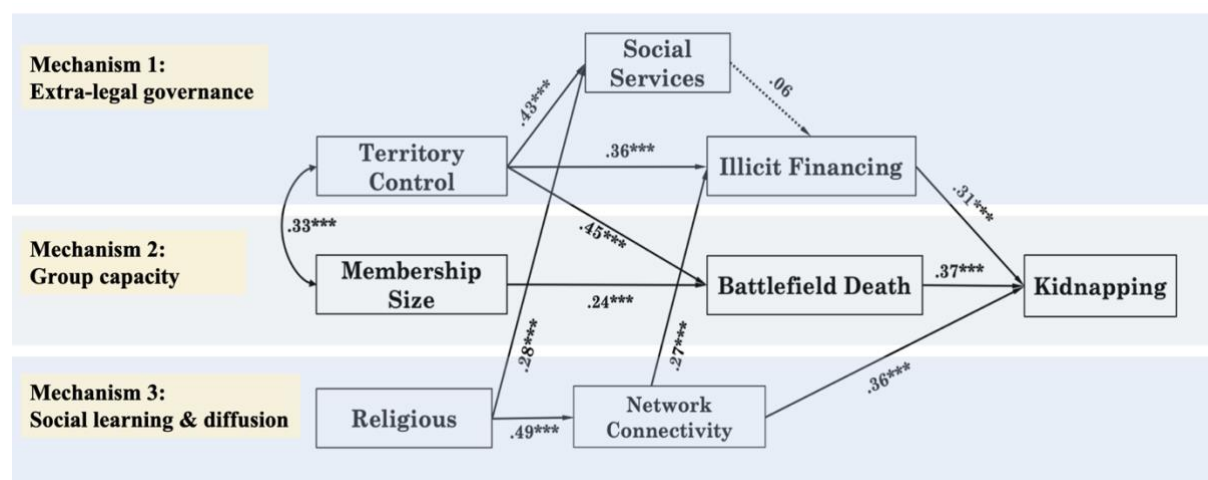 Mechanism 1:
Extra-legal governance
Social
Services
.43***
.06
Territory
Control
.36***
Illicit Financing
.31***
.33***
.45***
Mechanism 2:
Group capacity
Membership
Size
.24***
Battlefield Death
.37***
Kidnapping
.28***
.27***
Mechanism 3:
Social learning & diffusion
Religious
.49***
Network
Connectivity
.36***